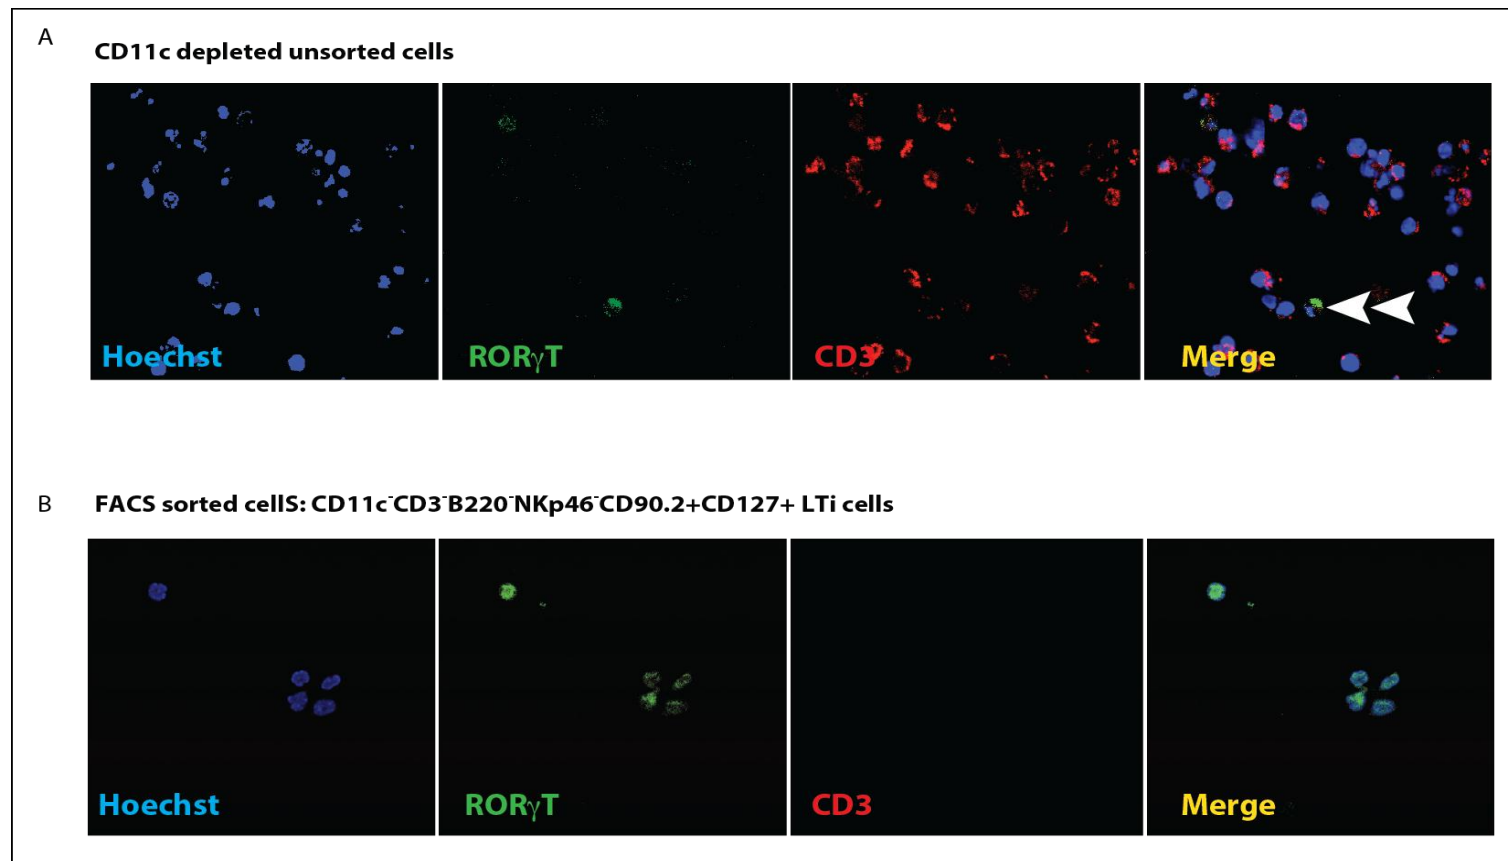 A
CD11c depleted unsorted cells
Hoechst
RORγT
CD3
Merge
B
FACS sorted cellS: CD11c⁻CD3⁻B220⁻NKp46⁻CD90.2+CD127+ LTi cells
Hoechst
RORγT
CD3
Merge